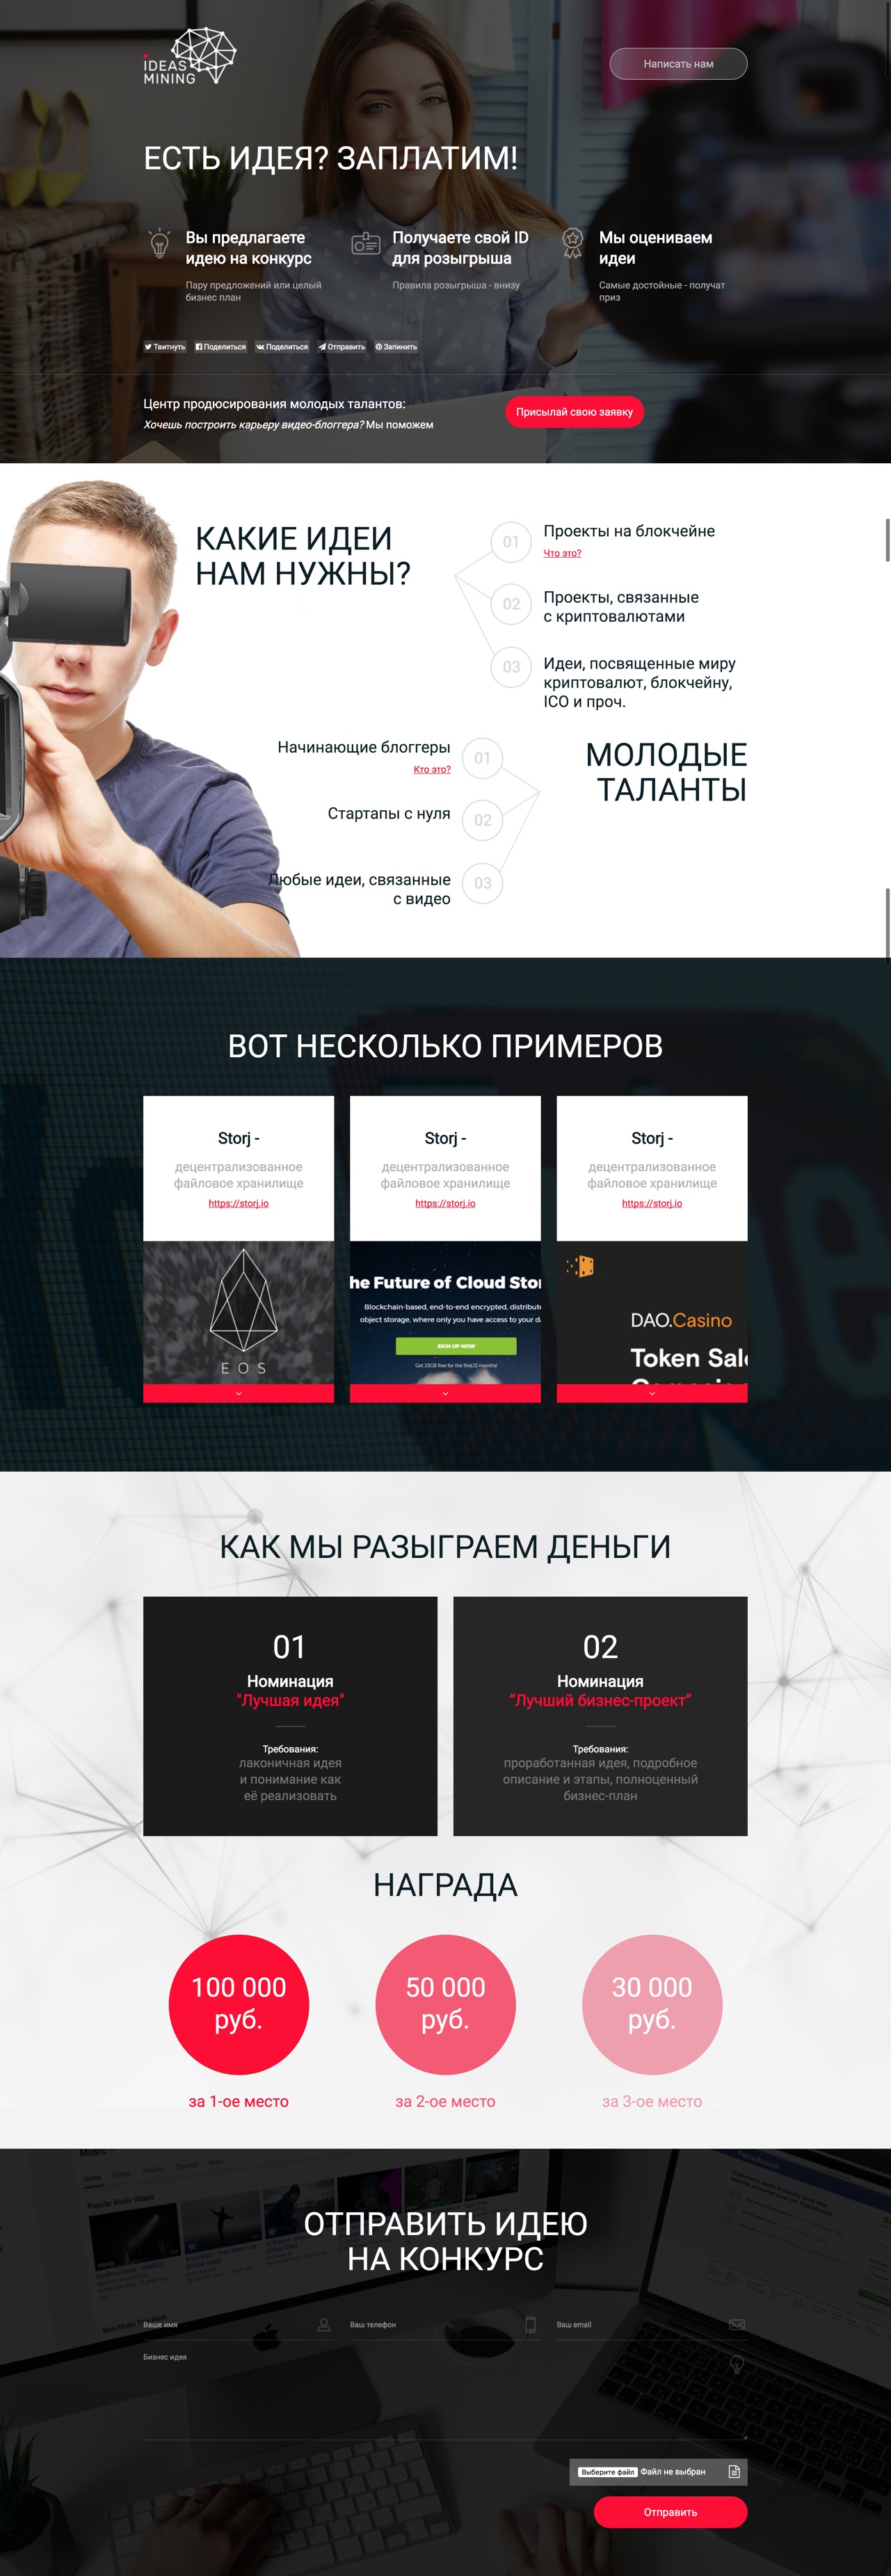 IDEAS
MINING
Написать нам
ЕСТЬ ИДЕЯ? ЗАПЛАТИМ!
Вы предлагаете
идею на конкурс
Пару предложений или целый
бизнес план
Получаете свой ID
для розыгрыша
Правила розыгрыша - внизу
Мы оцениваем
идеи
Самые достойные - получат
приз
Твитнуть Поделиться Поделиться Отправить Запинить
Центр продюсирования молодых талантов:
Хочешь построить карьеру видео-блоггера? Мы поможем
Присылай свою заявку
КАКИЕ ИДЕИ
НАМ НУЖНЫ?
01
Проекты на блокчейне
Что это?
02
Проекты, связанные
с криптовалютами
03
Идеи, посвященные миру
криптовалют, блокчейну,
ICO и проч.
МОЛОДЫЕ
ТАЛАНТЫ
Начинающие блоггеры
Кто это?
01
Стартапы с нуля
02
Любые идеи, связанные
с видео
03
ВОТ НЕСКОЛЬКО ПРИМЕРОВ
Storj -
децентрализованное
файловое хранилище
https://storj.io
EOS
Storj -
децентрализованное
файловое хранилище
https://storj.io
he Future of Cloud Sto
Blockchain-based, end-to-end encrypted, distribut
object storage, where only you have access to your d
SIGN UP NOW
Get 25GB free for the first 12 months!
Storj -
децентрализованное
файловое хранилище
https://storj.io
DAO.Casino
Token Sal
КАК МЫ РАЗЫГРАЕМ ДЕНЬГИ
01
Номинация
"Лучшая идея"
Требования:
лаконичная идея
и понимание как
её реализовать
02
Номинация
“Лучший бизнес-проект”
Требования:
проработанная идея, подробное
описание и этапы, полноценный
бизнес-план
НАГРАДА
100 000
руб.
за 1-ое место
50 000
руб.
за 2-ое место
30 000
руб.
за 3-ое место
Music
Home
Popular Music Videos
facebook
ОТПРАВИТЬ ИДЕЮ
НА КОНКУРС
Ваше имя
Ваш телефон
Ваш email
Бизнес идея
Выберите файл Файл не выбран
Отправить